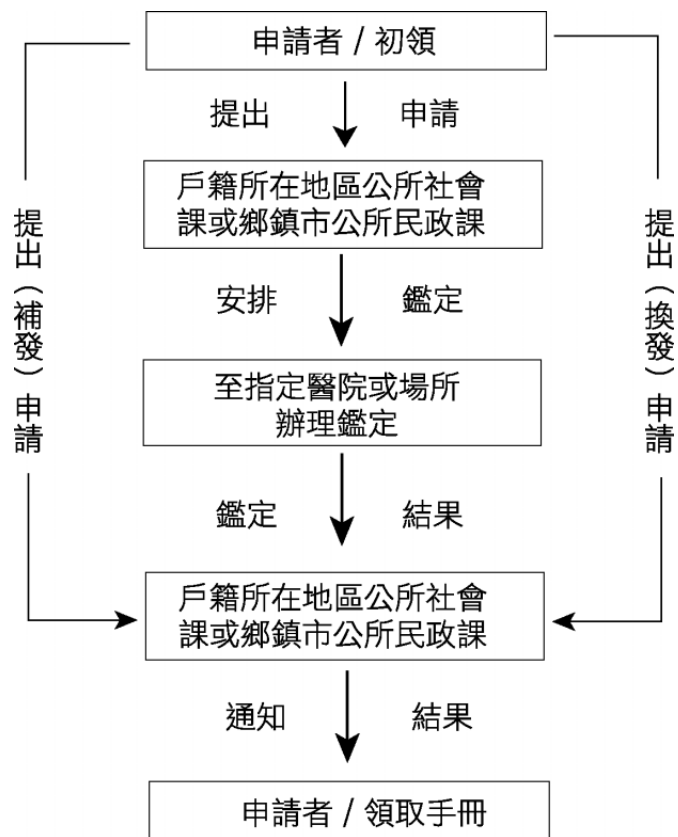 申請者 / 初領
提出 申請
戶籍所在地區公所社會
課或鄉鎮市公所民政課
安排 鑑定
提出（補發）申請
提出（換發）申請
至指定醫院或場所
辦理鑑定
鑑定 結果
戶籍所在地區公所社會
課或鄉鎮市公所民政課
通知 結果
申請者 / 領取手冊